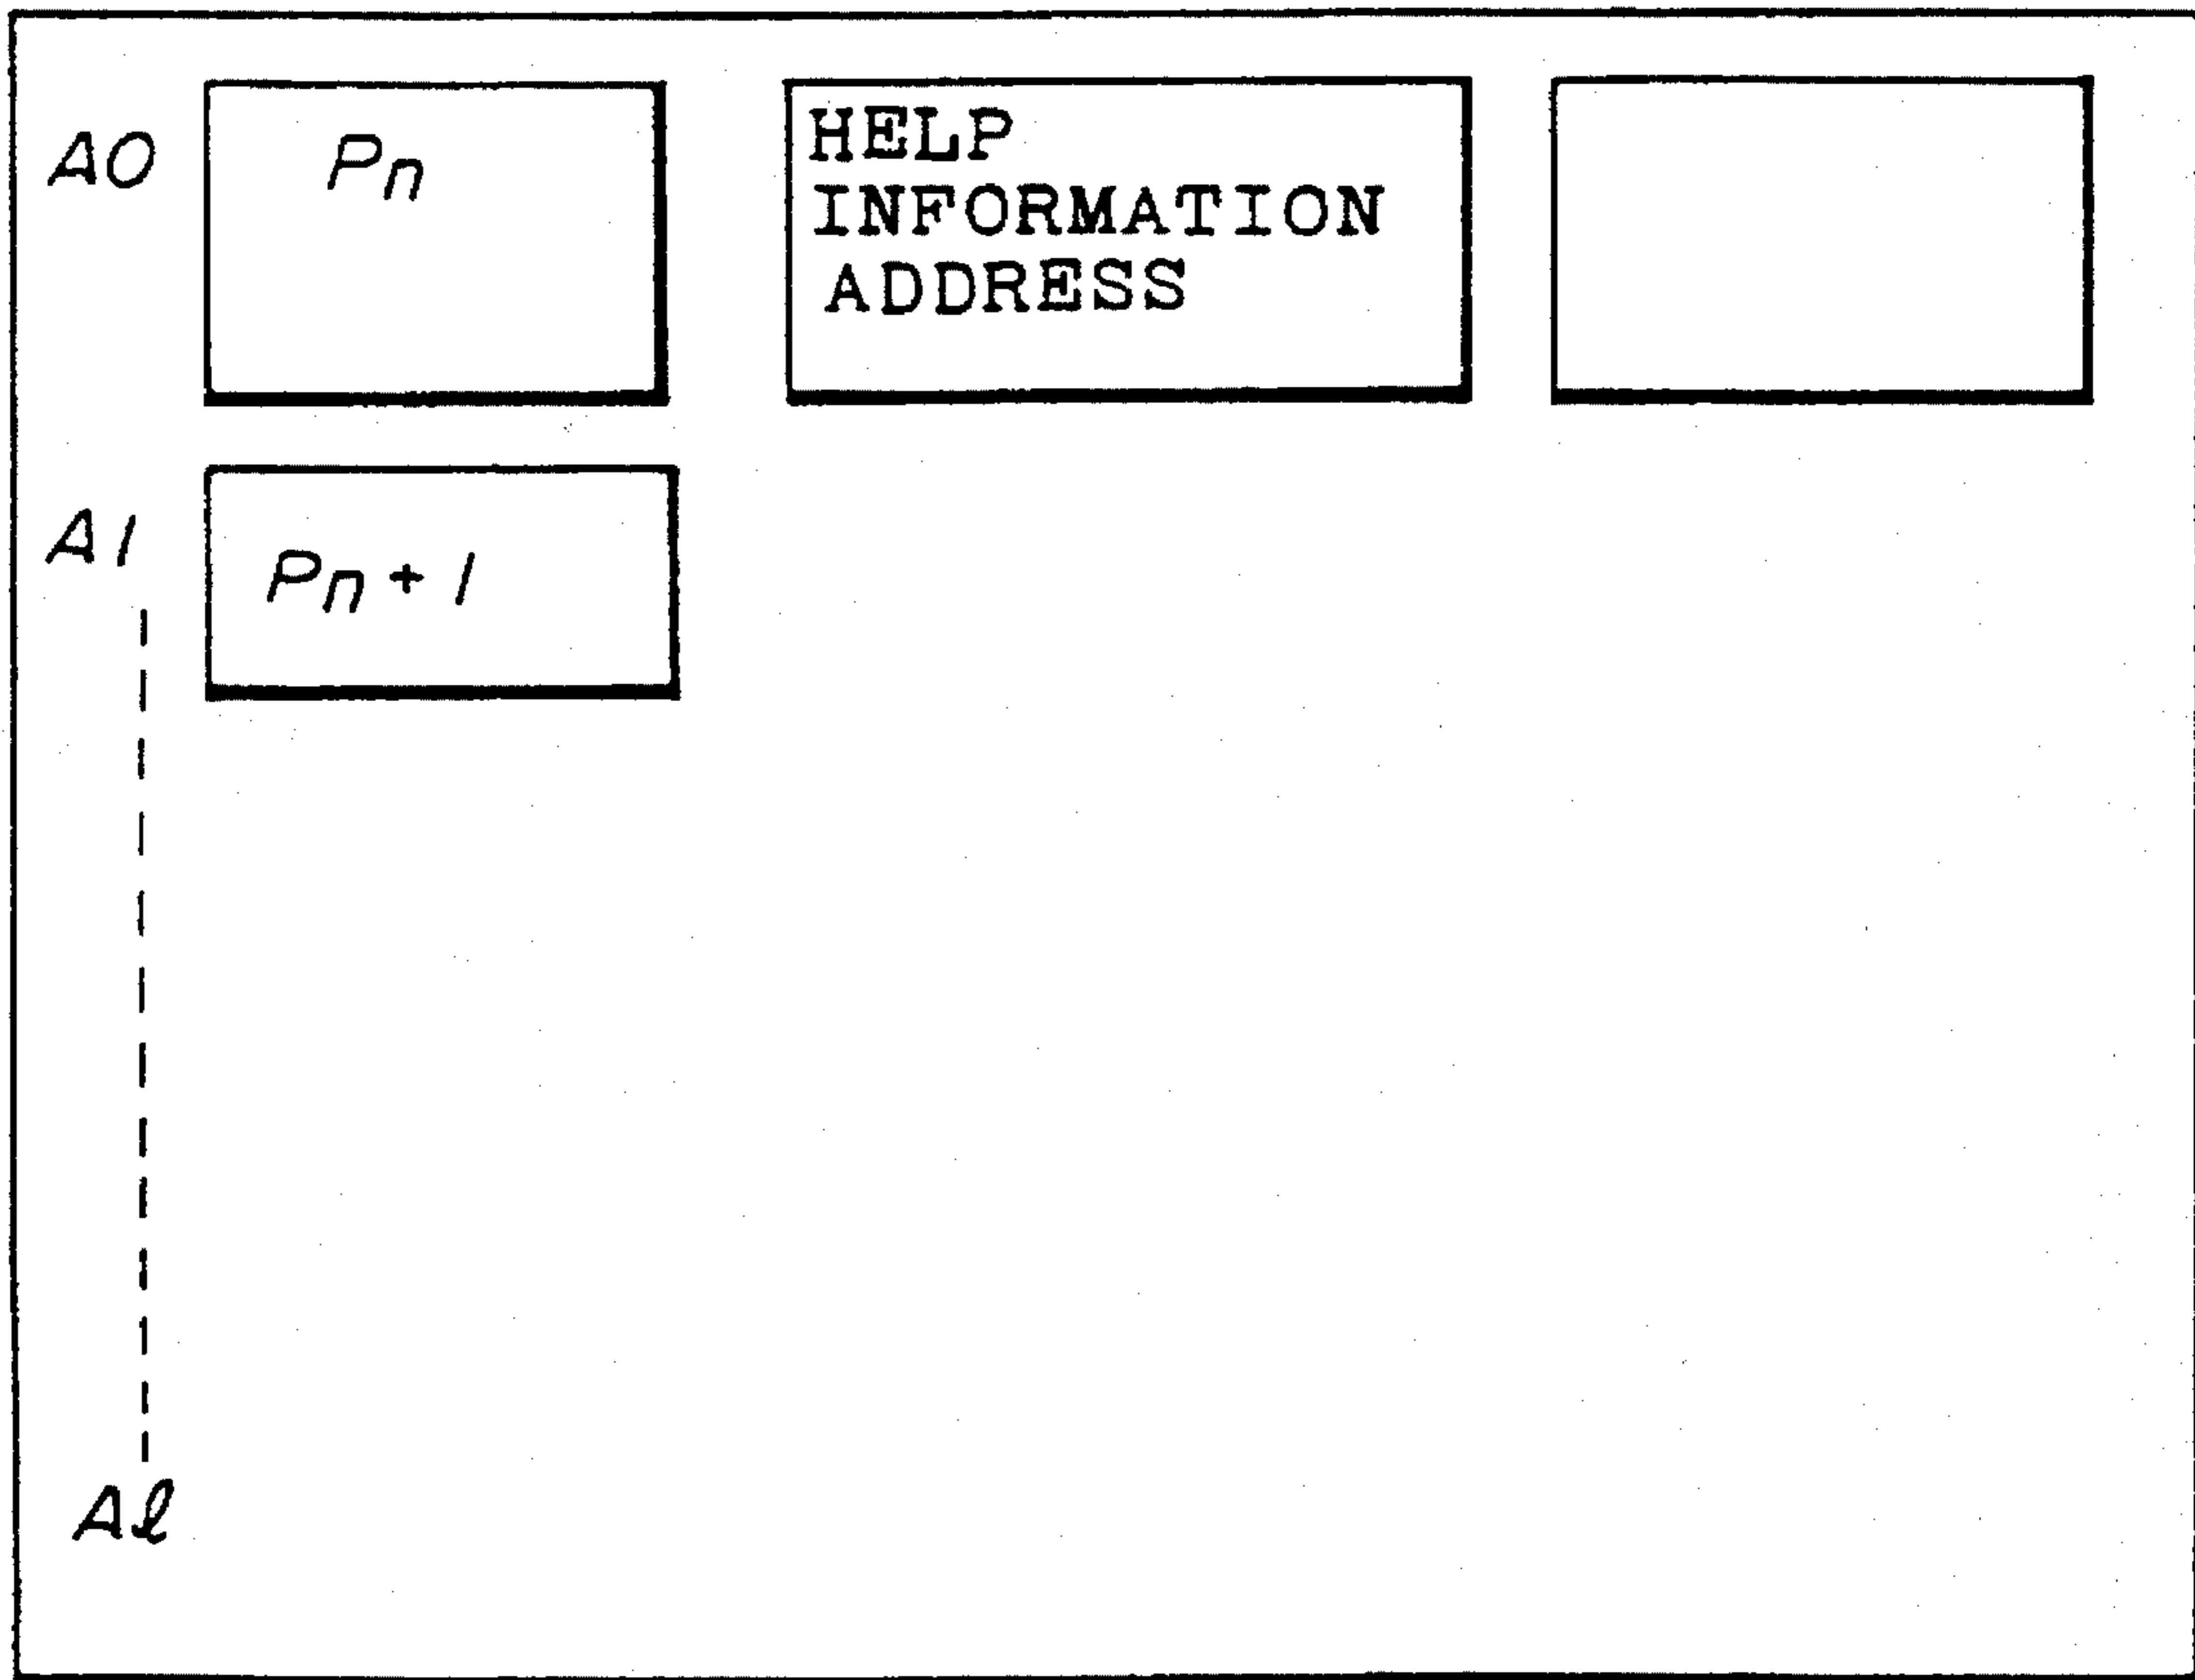 A0
Pn
HELP
INFORMATION
ADDRESS
A1
Pn+1
Aℓ